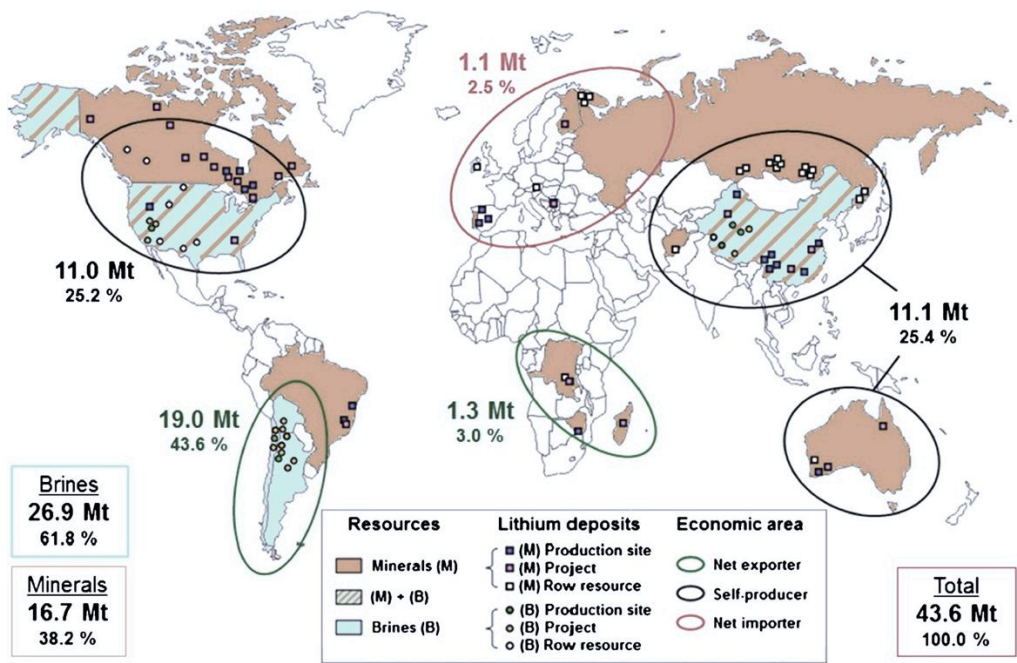 1.1 Mt
2.5 %
11.0 Mt
25.2 %
11.1 Mt
25.4 %
19.0 Mt
43.6 %
1.3 Mt
3.0 %
Brines
26.9 Mt
61.8 %
Minerals
16.7 Mt
38.2 %
Resources
Minerals (M)
(M) + (B)
Brines (B)
Lithium deposits
(M) Production site
(M) Project
(M) Row resource
(B) Production site
(B) Project
(B) Row resource
Economic area
Net exporter
Self-producer
Net importer
Total
43.6 Mt
100.0 %